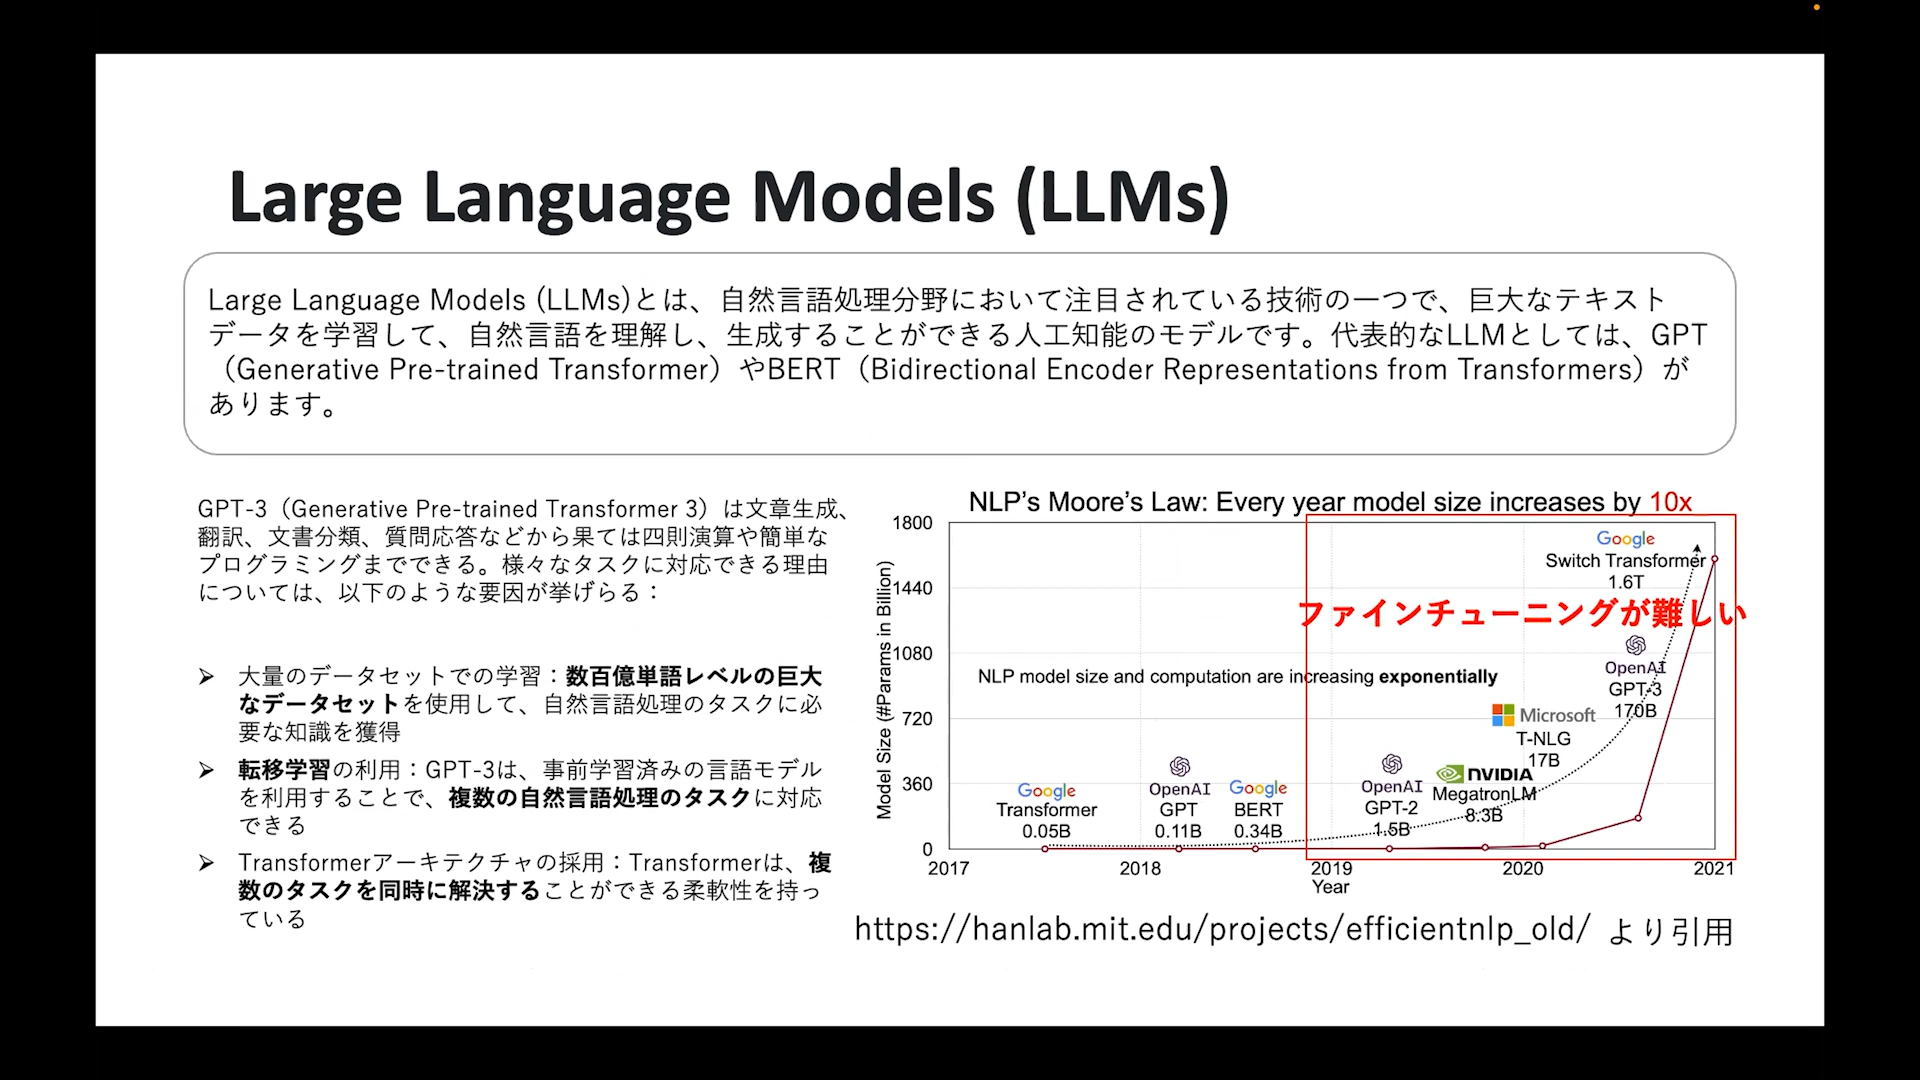 Large Language Models (LLMs)
Large Language Models (LLMs)とは、自然言語処理分野において注目されている技術の一つで、巨大なテキスト
データを学習して、自然言語を理解し、生成することができる人工知能のモデルです。代表的なLLMとしては、GPT
（Generative Pre-trained Transformer）やBERT（Bidirectional Encoder Representations from Transformers）が
あります。
GPT-3（Generative Pre-trained Transformer 3）は文章生成、
翻訳、文書分類、質問応答などから果ては四則演算や簡単な
プログラミングまでできる。様々なタスクに対応できる理由
については、以下のような要因が挙げらる：
➢ 大量のデータセットでの学習：数百億単語レベルの巨大
なデータセットを使用して、自然言語処理のタスクに必
要な知識を獲得
➢ 転移学習の利用：GPT-3は、事前学習済みの言語モデル
を利用することで、複数の自然言語処理のタスクに対応
できる
➢ Transformerアーキテクチャの採用：Transformerは、複
数のタスクを同時に解決することができる柔軟性を持っ
ている
NLP’s Moore’s Law: Every year model size increases by 10x
Model Size (#Params in Billion)
1800
1440
1080
720
360
0
Google
Switch Transformer
1.6T
ファインチューニングが難しい
OpenAI
GPT-3
170B
NLP model size and computation are increasing exponentially
Microsoft
T-NLG
17B
NVIDIA
MegatronLM
8.3B
OpenAI
GPT-2
1.5B
Google
BERT
0.34B
OpenAI
GPT
0.11B
Google
Transformer
0.05B
2017 2018 2019 2020 2021
Year
https://hanlab.mit.edu/projects/efficientnlp_old/ より引用